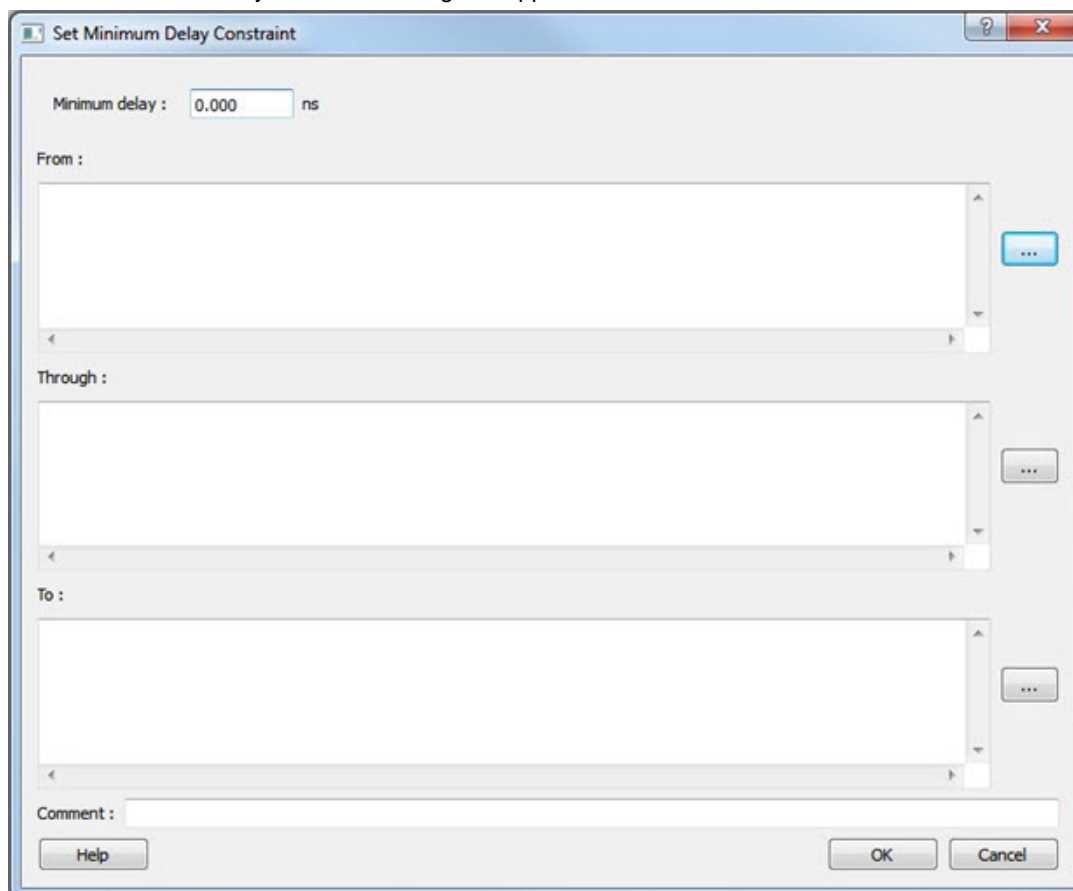 Set Minimum Delay Constraint
Minimum delay : 0.000 ns
From :
...
Through :
...
To :
...
Comment :
Help OK Cancel